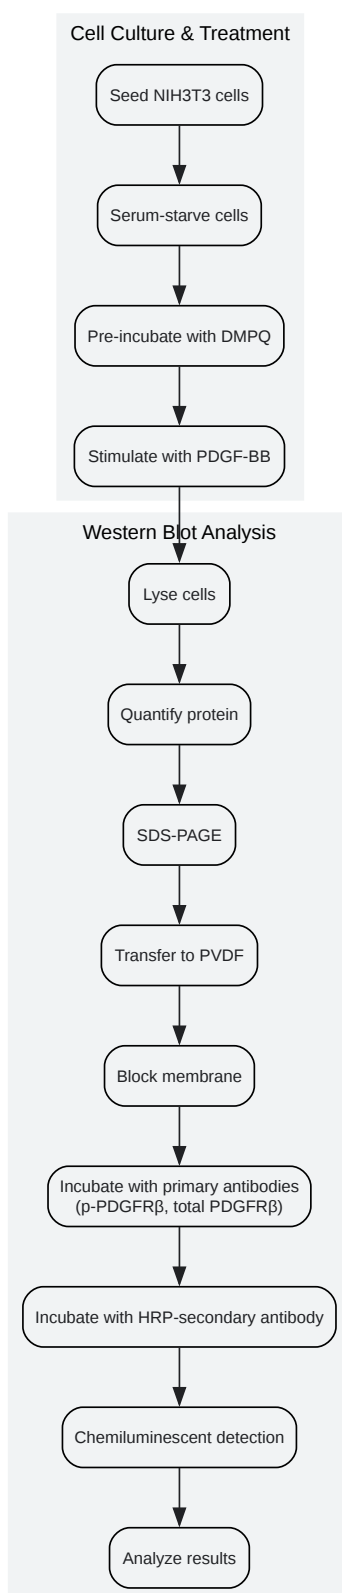 Cell Culture & Treatment
Seed NIH3T3 cells
Serum-starve cells
Pre-incubate with DMPQ
Stimulate with PDGF-BB
Western Blot Analysis
Lyse cells
Quantify protein
SDS-PAGE
Transfer to PVDF
Block membrane
Incubate with primary antibodies
(p-PDGFRβ, total PDGFRβ)
Incubate with HRP-secondary antibody
Chemiluminescent detection
Analyze results